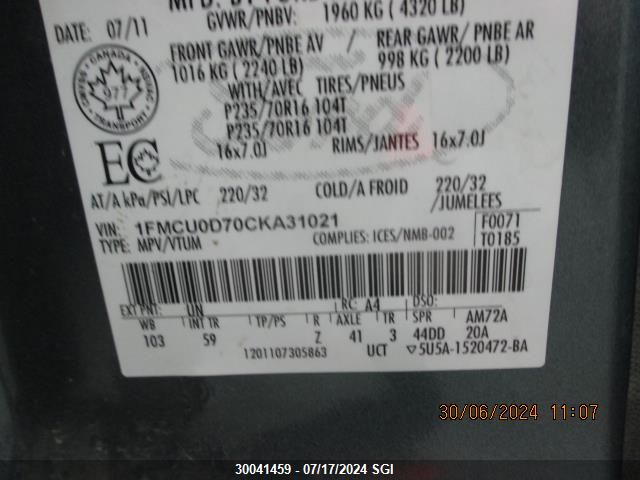 GVWR/PNBV: 1960 KG ( 4320 LB)
DATE: 07/11
FRONT GAWR/PNBE AV / REAR GAWR/ PNBE AR
1016 KG ( 2240 LB) 998 KG ( 2200 LB)
WITH/AVEC TIRES/PNEUS
P235/70R16 104T
P235/70R16 104T
16x7.0J RIMS/JANTES 16x7.0J
CANADA
TRANSPORT
EC
AT/A kPa/PSI/LPC 220/32 COLD/A FROID 220/32
/JUMELEES
VIN: 1FMCU0D70CKA31021 F0071
TYPE: MPV/VTUM COMPLIES: ICES/NMB-002 T0185
EXT PNT: UN RC: A4 DSO:
WB INT TR TP/PS R AXLE TR SPR AM72A
103 59 Z 41 3 44DD 20A
1201107305863 UCT ▽5U5A-1520472-BA
30/06/2024 11:07
30041459 - 07/17/2024 SGI